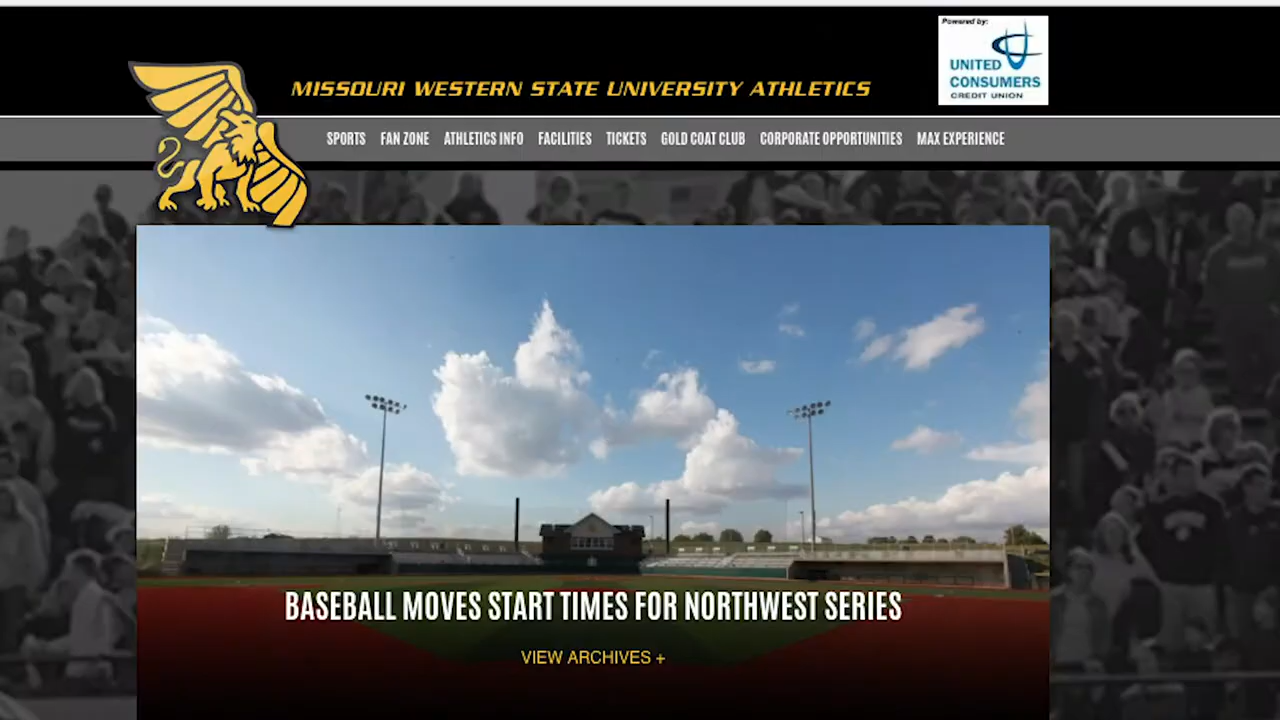 Powered by:
UNITED
CONSUMERS
CREDIT UNION
MISSOURI WESTERN STATE UNIVERSITY ATHLETICS
SPORTS FAN ZONE ATHLETICS INFO FACILITIES TICKETS GOLD COAT CLUB CORPORATE OPPORTUNITIES MAX EXPERIENCE
BASEBALL MOVES START TIMES FOR NORTHWEST SERIES
VIEW ARCHIVES +